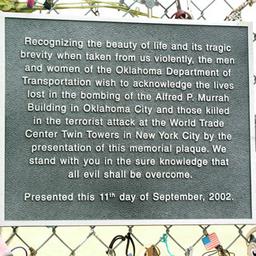 Recognizing the beauty of life and its tragic
brevity when taken from us violently, the men
and women of the Oklahoma Department of
Transportation wish to acknowledge the lives
lost in the bombing of the Alfred P. Murrah
Building in Oklahoma City and those killed
in the terrorist attack at the World Trade
Center Twin Towers in New York City by the
presentation of this memorial plaque. We
stand with you in the sure knowledge that
all evil shall be overcome.
Presented this 11th day of September, 2002.